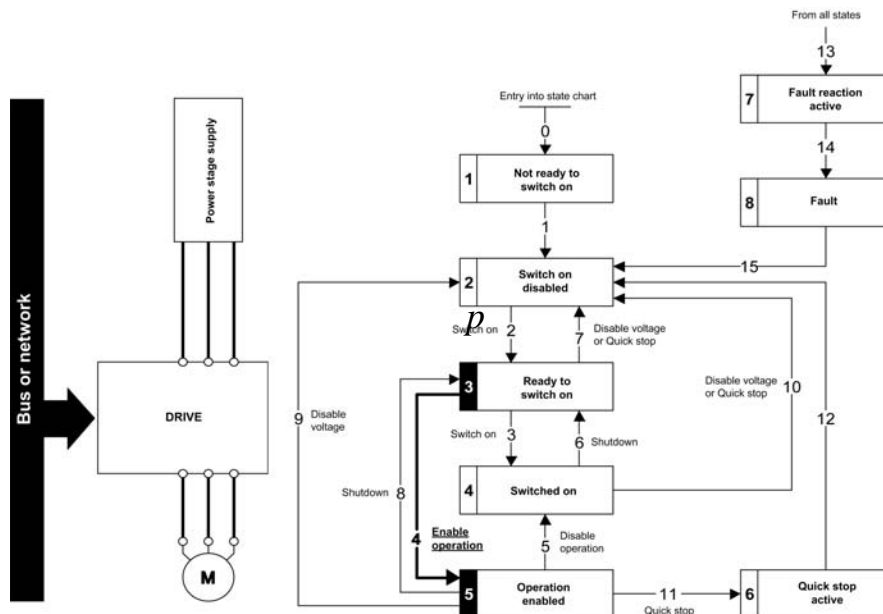 From all states
13
7
Fault reaction
active
14
8
Fault
15
Entry into state chart
0
1
Not ready to
switch on
1
2
Switch on
disabled
p
Switch on
2
7
Disable voltage
or Quick stop
3
Ready to
switch on
Switch on
3
6
Shutdown
4
Switched on
Disable voltage
or Quick stop
10
12
9
Disable
voltage
Shutdown
8
4
Enable
operation
5
Disable
operation
5
Operation
enabled
11
Quick stop
6
Quick stop
active
Bus or network
Power stage supply
DRIVE
M